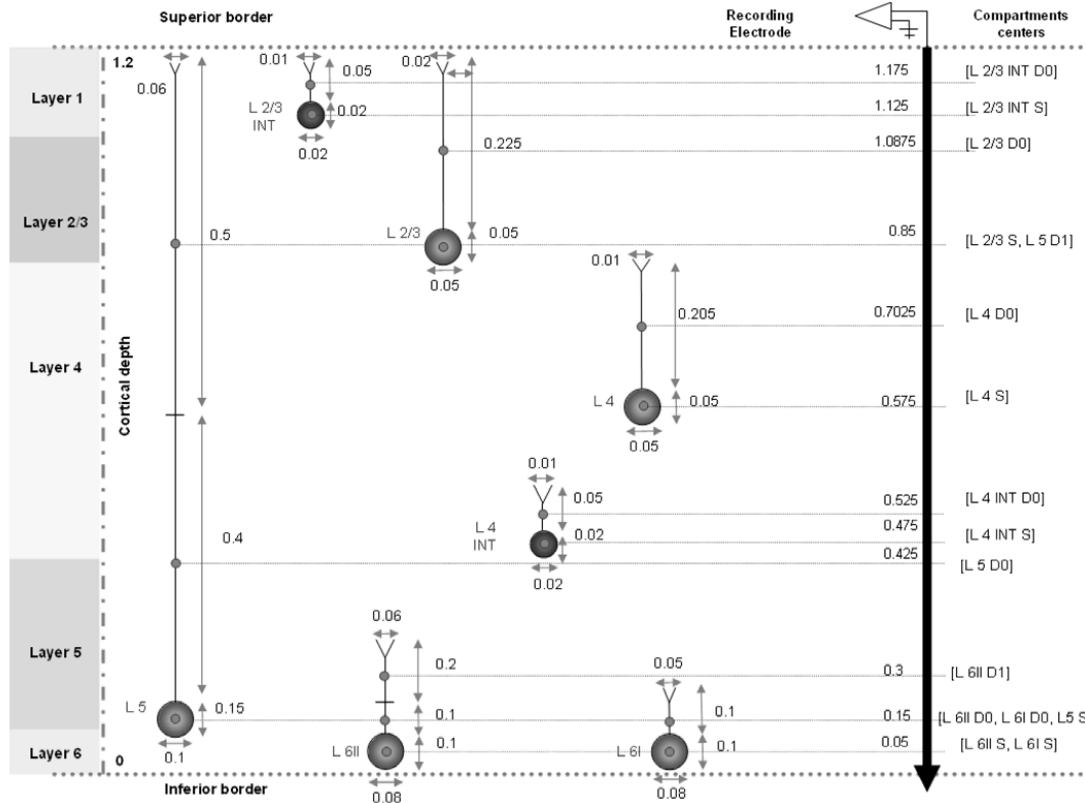 Superior border
Recording
Electrode
Compartments
centers
1.2
0.06
0.01
0.05
0.02
1.175
[L 2/3 INT D0]
Layer 1
L 2/3
INT
0.02
0.02
1.125
[L 2/3 INT S]
0.225
1.0875
[L 2/3 D0]
Layer 2/3
0.5
L 2/3
0.05
0.85
[L 2/3 S, L 5 D1]
0.05
0.01
Layer 4
Cortical depth
0.205
0.7025
[L 4 D0]
L 4
0.05
0.575
[L 4 S]
0.05
0.01
0.05
0.525
[L 4 INT D0]
0.4
L 4
INT
0.02
0.475
[L 4 INT S]
0.02
0.425
[L 5 D0]
Layer 5
0.06
0.2
0.05
0.3
[L 6II D1]
L 5
0.15
0.1
0.1
0.15
[L 6II D0, L 6I D0, L5 S
Layer 6
0
0.1
L 6II
0.1
L 6I
0.1
0.05
[L 6II S, L 6I S]
0.08
0.08
Inferior border